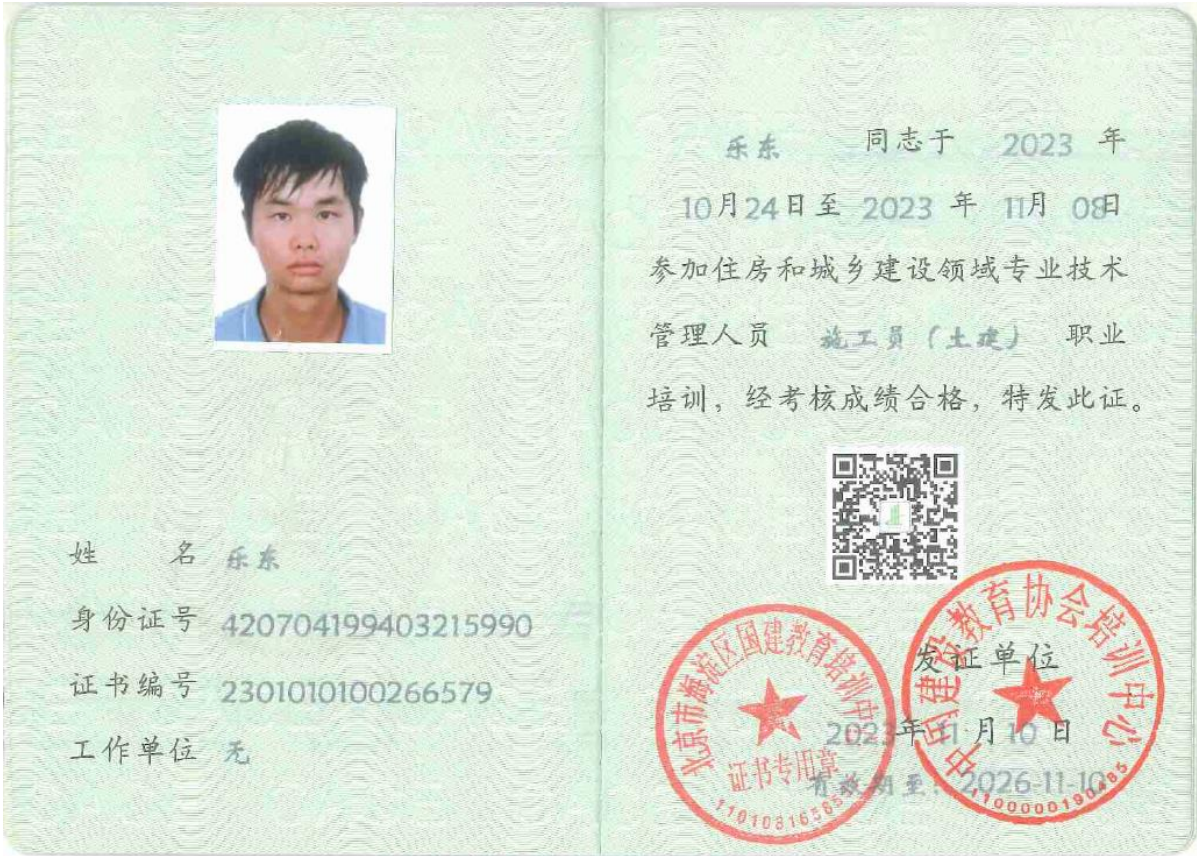 姓 名 乐东
身份证号 420704199403215990
证书编号 2301010100266579
工作单位 无
乐东 同志于 2023 年
10月24日至 2023 年 11月 08日
参加住房和城乡建设领域专业技术
管理人员 施工员（土建） 职业
培训，经考核成绩合格，特发此证。
北京市海淀区国建教育培训中心
证书专用章
中国建设教育协会培训中心
1100000190485
发证单位
2023年 11 月 10 日
有效期至：2026-11-10